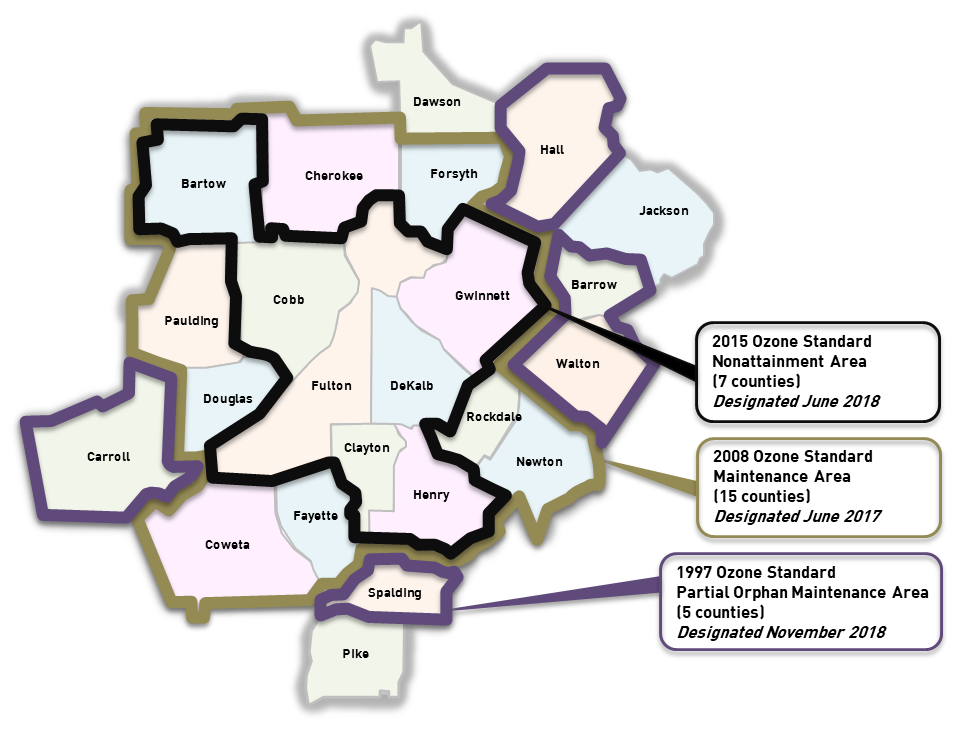 Dawson
Hall
Cherokee
Forsyth
Bartow
Jackson
Barrow
Gwinnett
Cobb
Paulding
2015 Ozone Standard
Nonattainment Area
(7 counties)
Designated June 2018
Walton
Fulton
DeKalb
Douglas
Rockdale
Clayton
Carroll
Newton
2008 Ozone Standard
Maintenance Area
(15 counties)
Designated June 2017
Henry
Fayette
Coweta
1997 Ozone Standard
Partial Orphan Maintenance Area
(5 counties)
Designated November 2018
Spalding
Pike